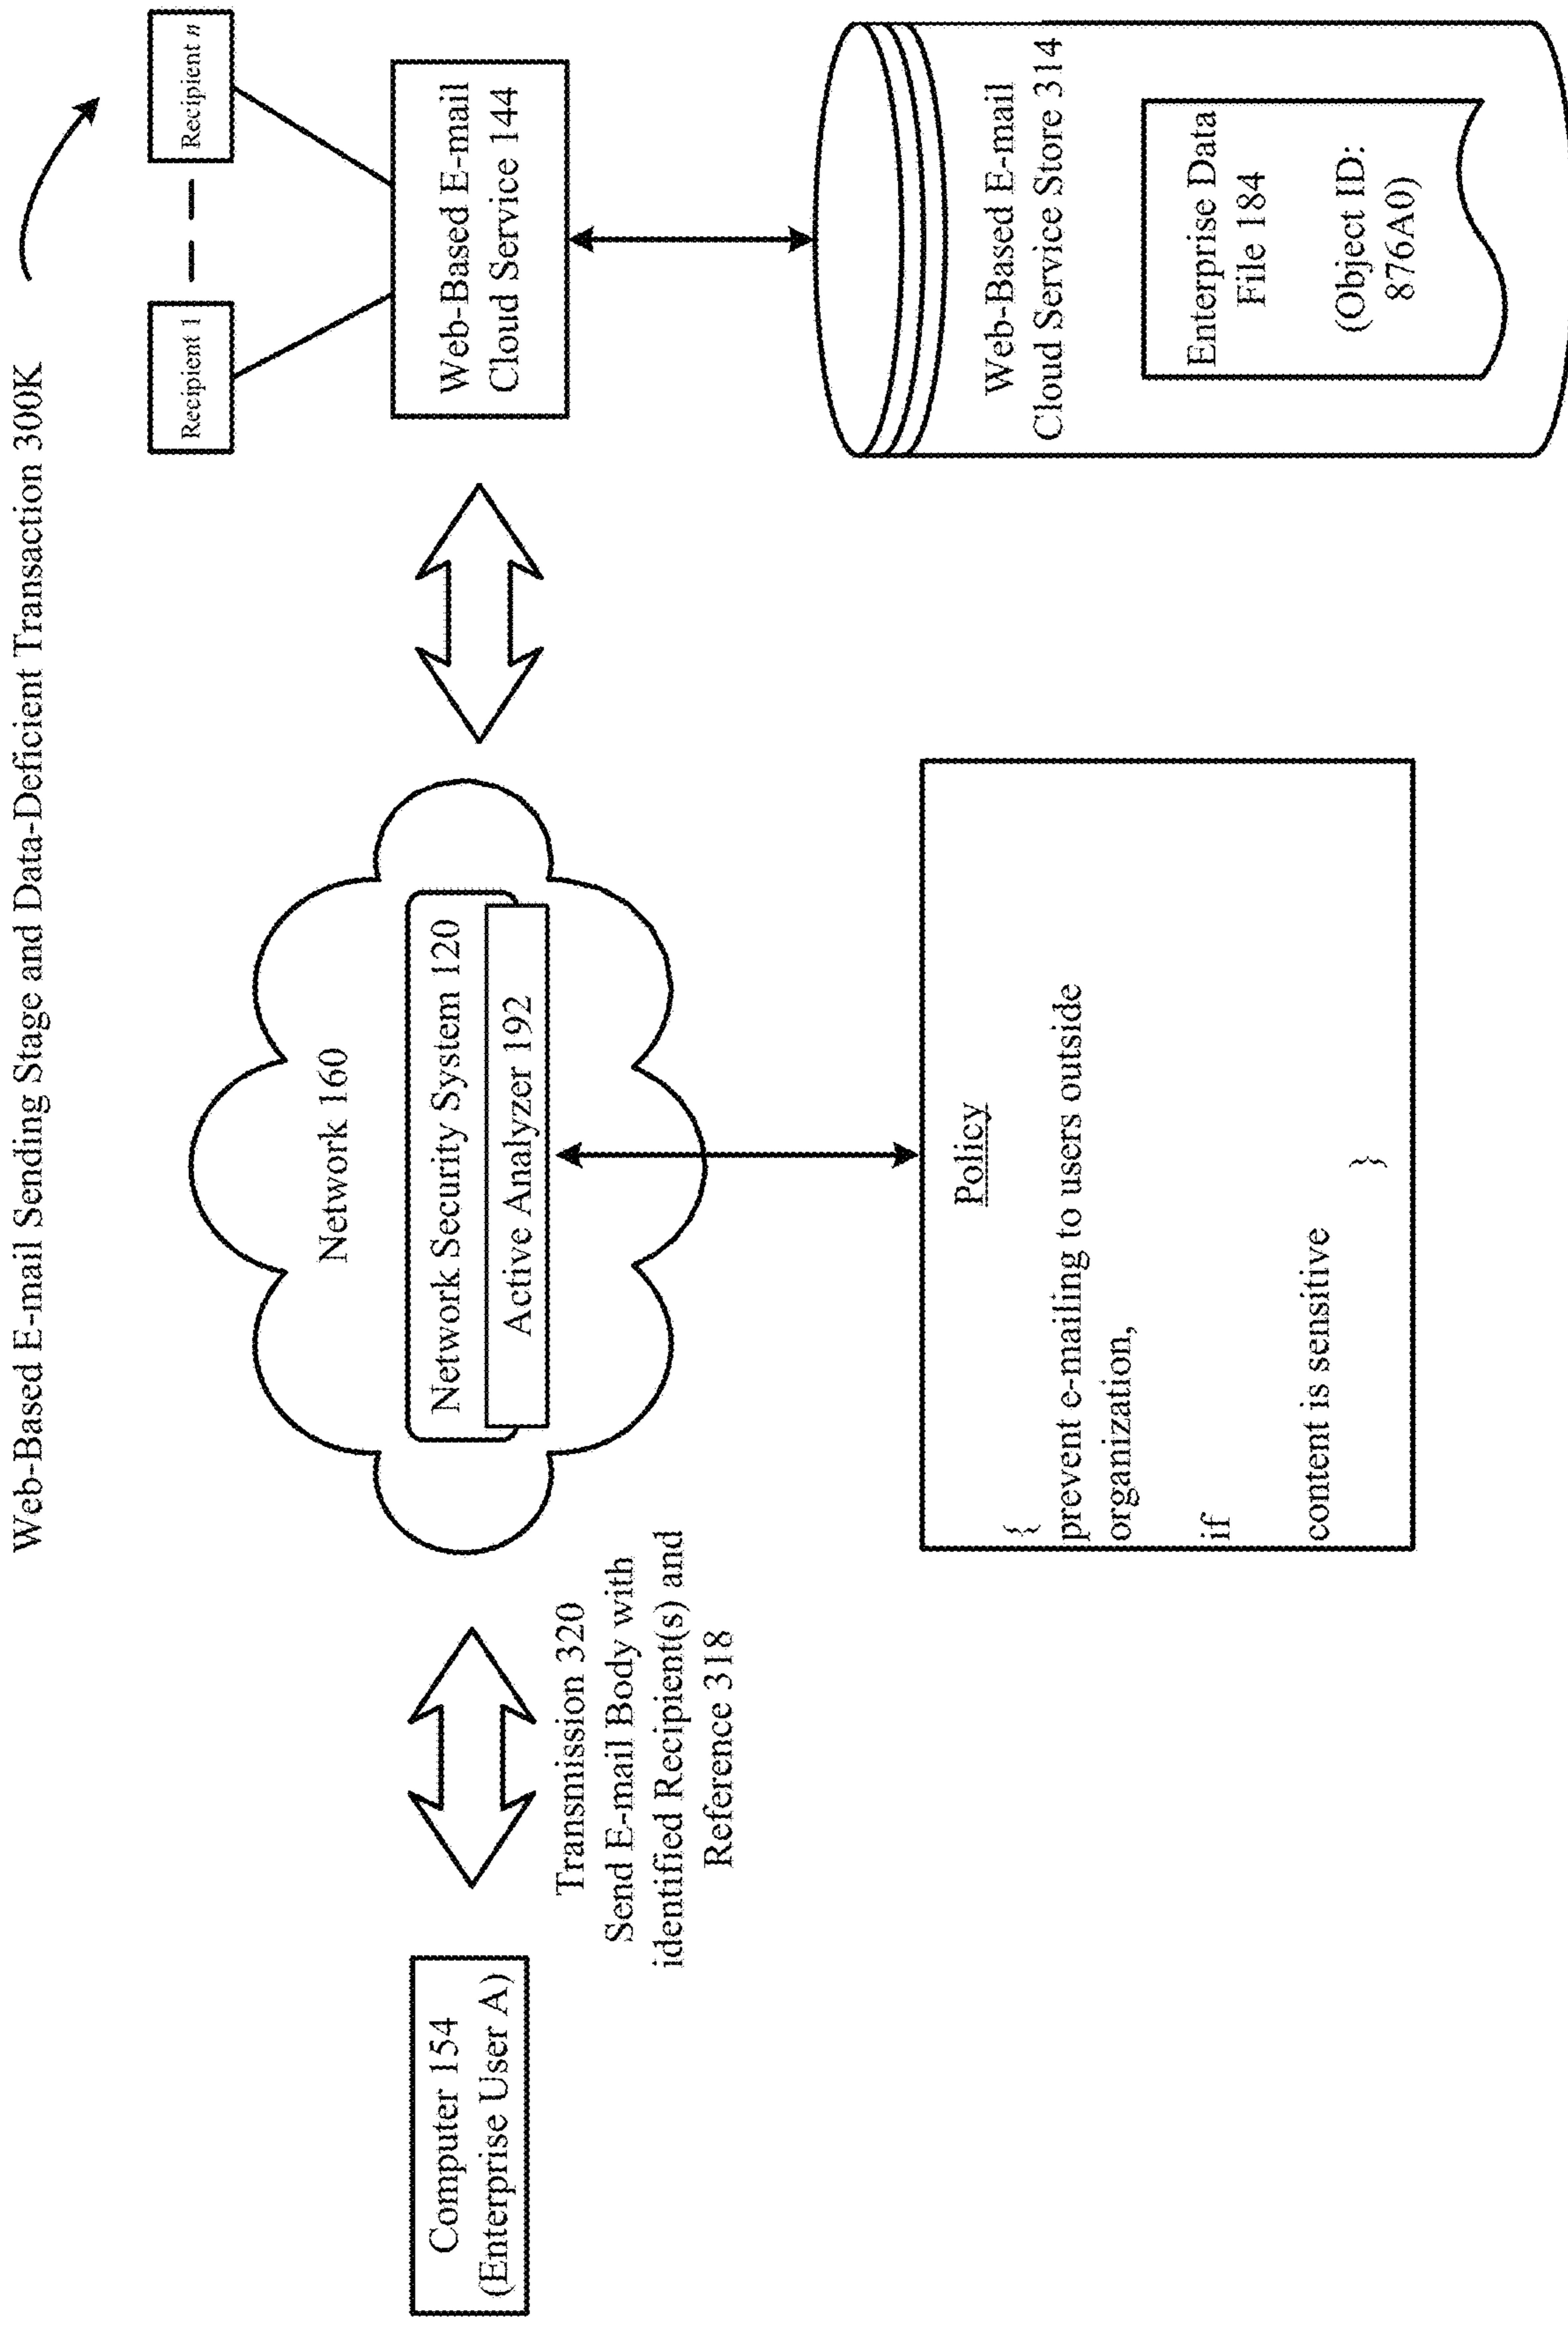 Web-Based E-mail Sending Stage and Data-Deficient Transaction 300K
Computer 154
(Enterprise User A)
Transmission 320
Send E-mail Body with
identified Recipient(s) and
Reference 318
Network 160
Network Security System 120
Active Analyzer 192
Policy
{
prevent e-mailing to users outside
organization,
if
content is sensitive
}
Recipient 1
Recipient n
Web-Based E-mail
Cloud Service 144
Web-Based E-mail
Cloud Service Store 314
Enterprise Data
File 184
(Object ID:
876A0)